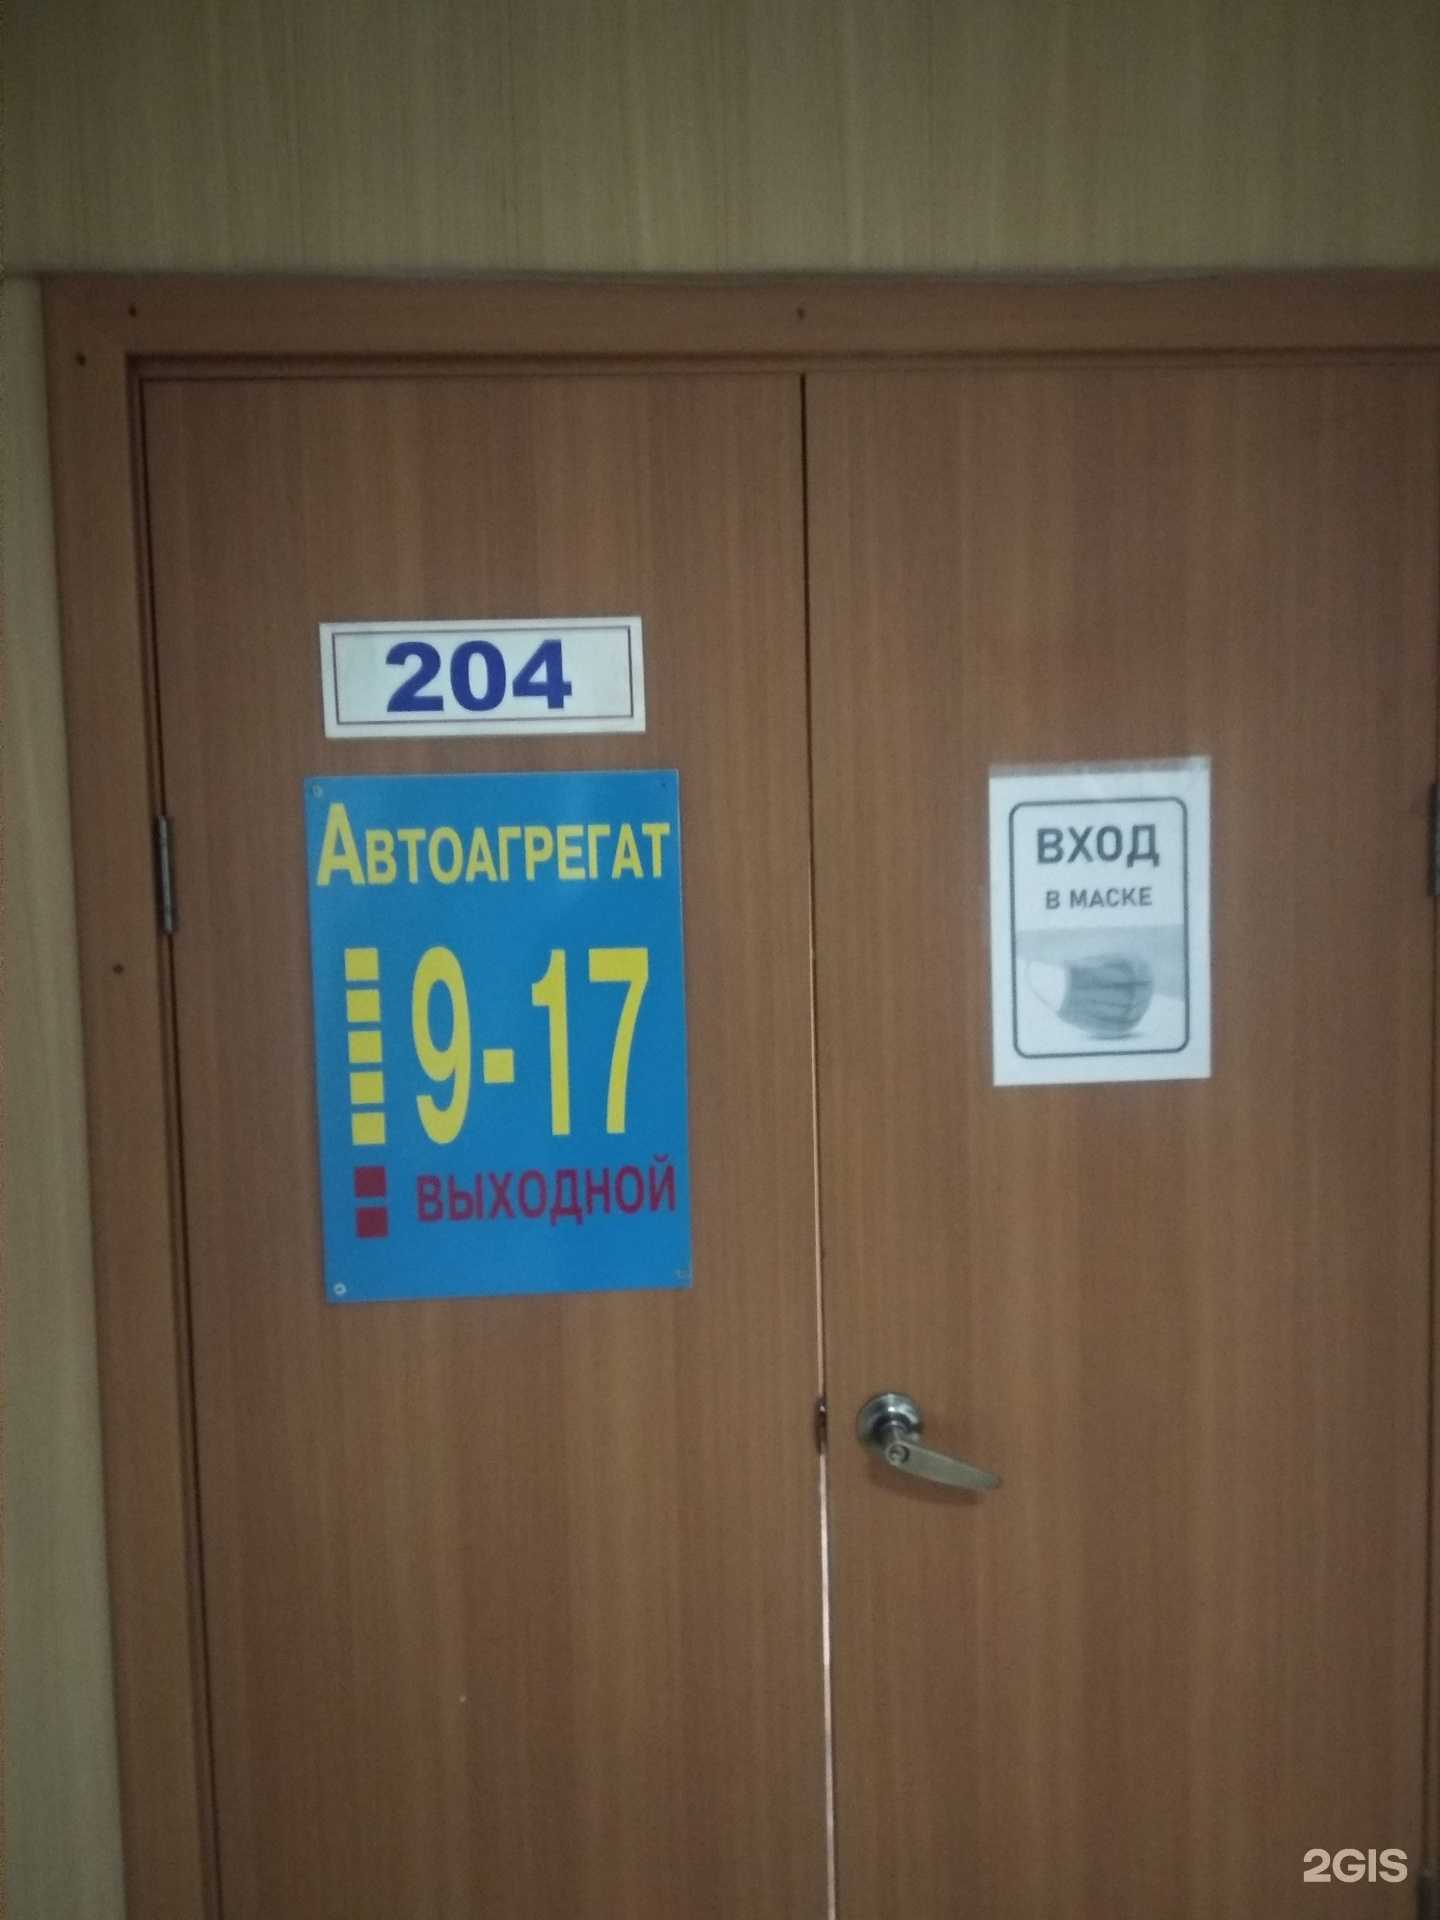 204
Автоагрегат
9-17
выходной
ВХОД
В МАСКЕ
2GIS